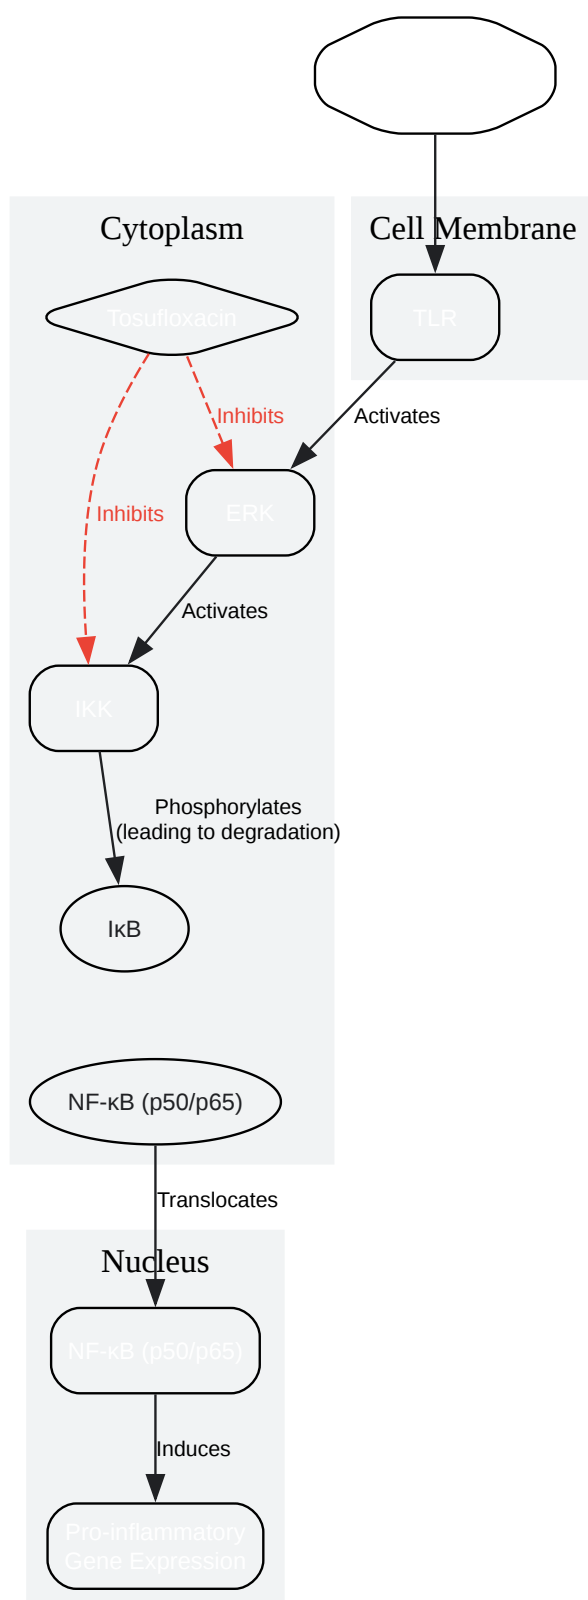 Cytoplasm
Cell Membrane
Tosufloxacin
TLR
Inhibits
Activates
Inhibits
ERK
Activates
IKK
Phosphorylates
(leading to degradation)
IκB
NF-κB (p50/p65)
Translocates
Nucleus
NF-κB (p50/p65)
Induces
Pro-inflammatory
Gene Expression